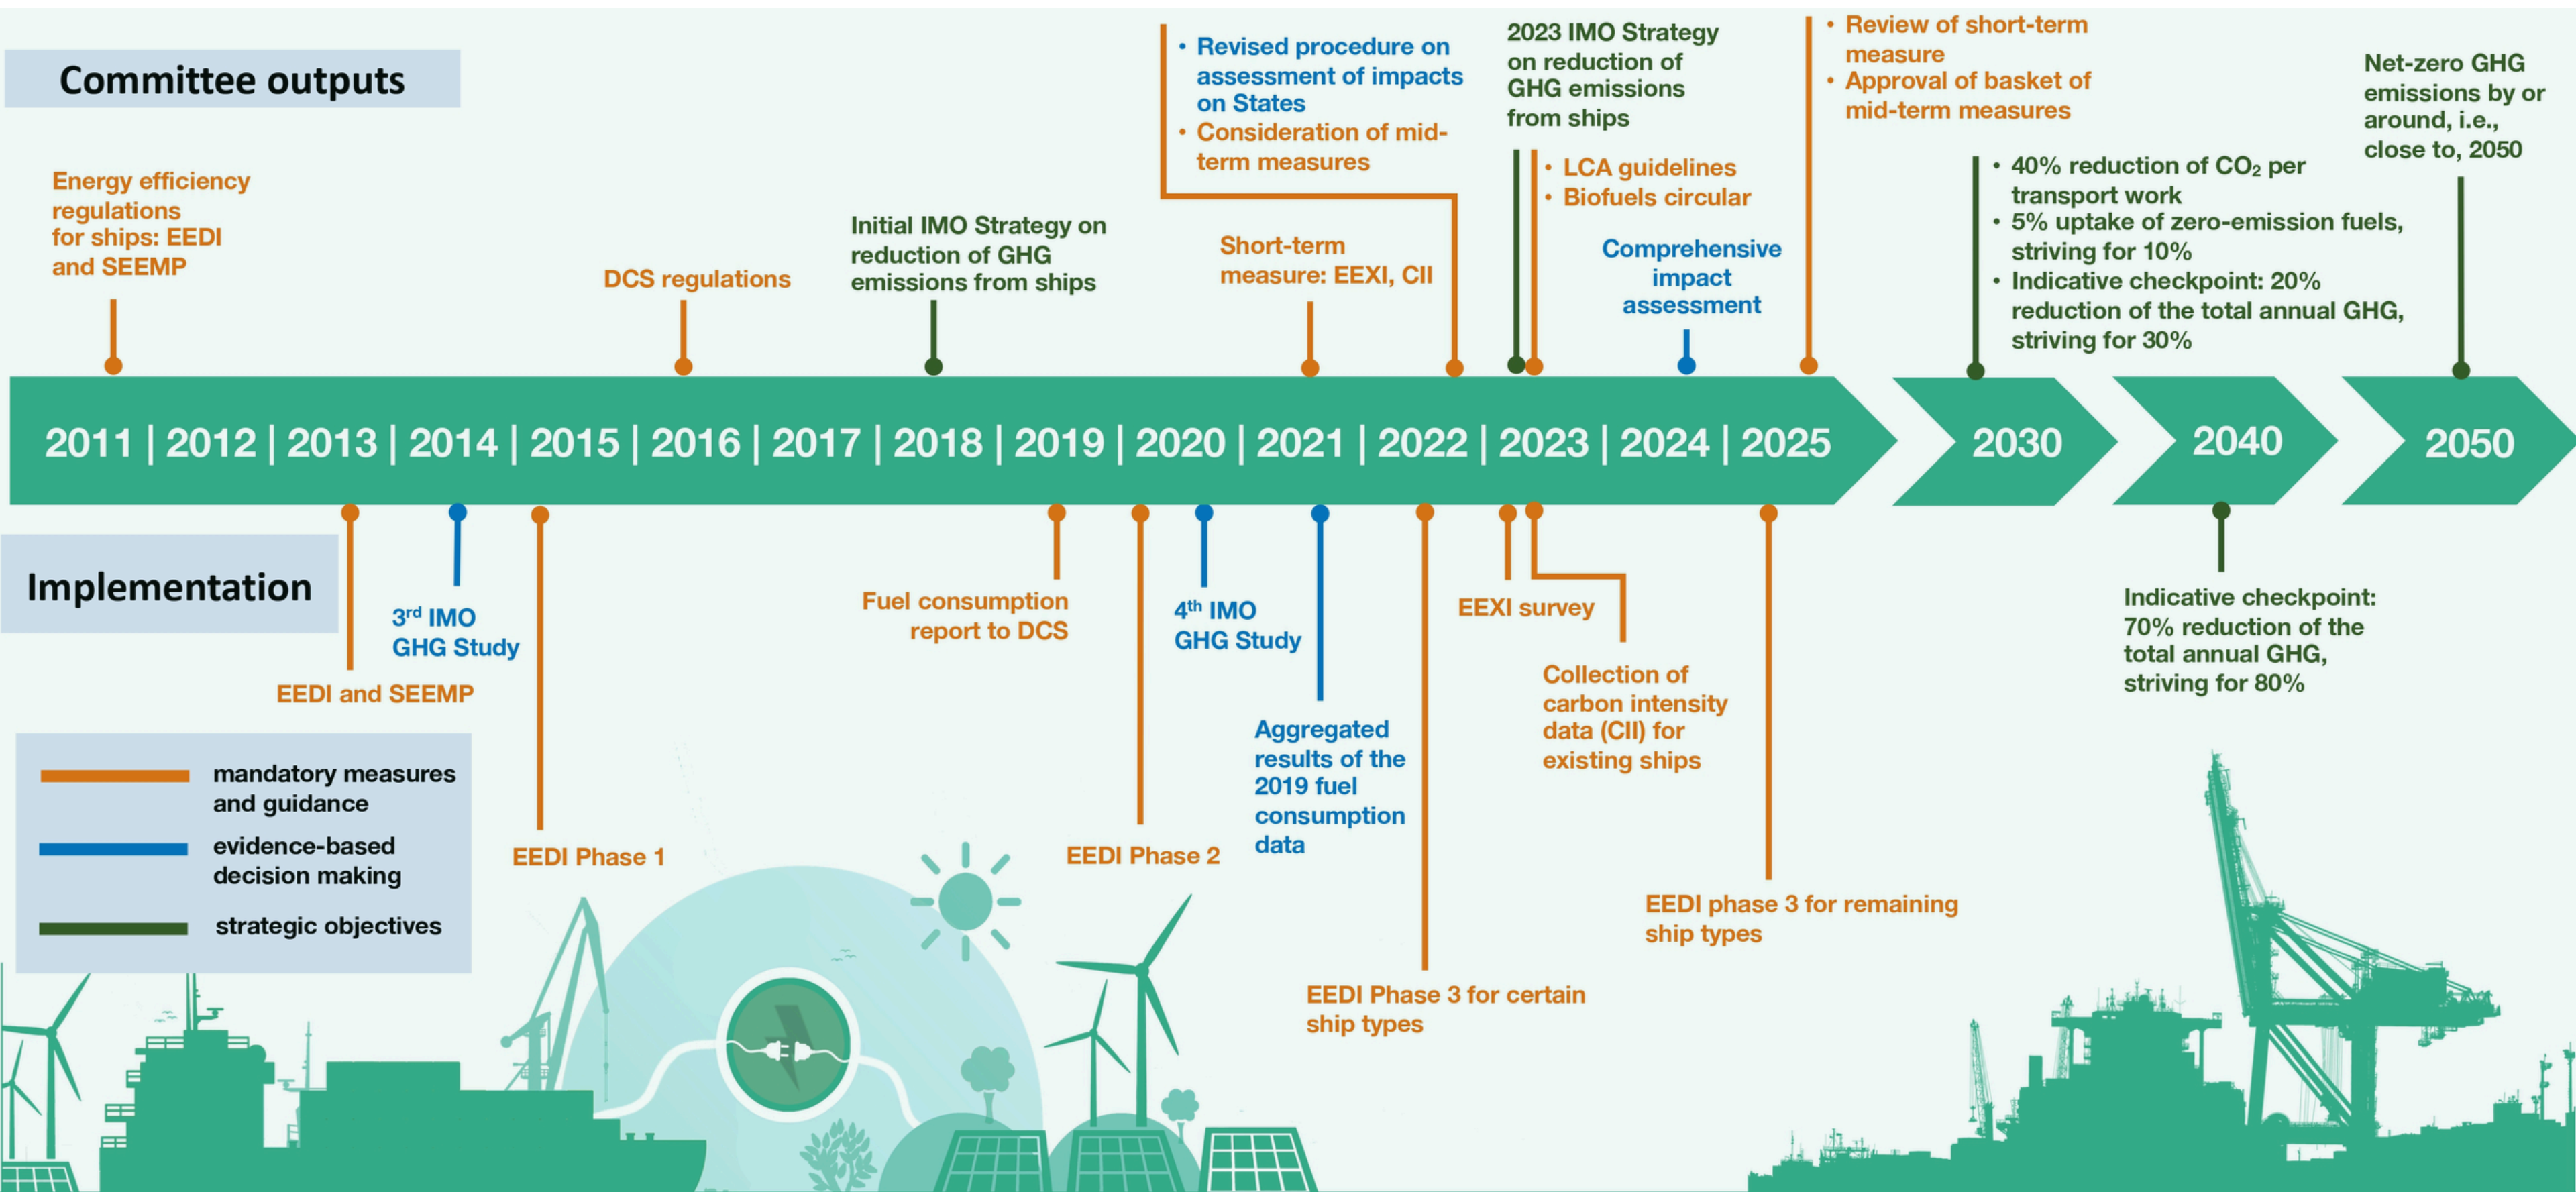 Committee outputs
Energy efficiency
regulations
for ships: EEDI
and SEEMP
DCS regulations
Initial IMO Strategy on
reduction of GHG
emissions from ships
• Revised procedure on
assessment of impacts
on States
• Consideration of mid-
term measures
Short-term
measure: EEXI, CII
2023 IMO Strategy
on reduction of
GHG emissions
from ships
• LCA guidelines
• Biofuels circular
Comprehensive
impact
assessment
• Review of short-term
measure
• Approval of basket of
mid-term measures
• 40% reduction of CO₂ per
transport work
• 5% uptake of zero-emission fuels,
striving for 10%
• Indicative checkpoint: 20%
reduction of the total annual GHG,
striving for 30%
Net-zero GHG
emissions by or
around, i.e.,
close to, 2050
2011 | 2012 | 2013 | 2014 | 2015 | 2016 | 2017 | 2018 | 2019 | 2020 | 2021 | 2022 | 2023 | 2024 | 2025 2030 2040 2050
Implementation
EEDI and SEEMP
3rd IMO
GHG Study
EEDI Phase 1
Fuel consumption
report to DCS
EEDI Phase 2
4th IMO
GHG Study
Aggregated
results of the
2019 fuel
consumption
data
EEDI Phase 3 for certain
ship types
EEXI survey
Collection of
carbon intensity
data (CII) for
existing ships
EEDI phase 3 for remaining
ship types
Indicative checkpoint:
70% reduction of the
total annual GHG,
striving for 80%
mandatory measures
and guidance
evidence-based
decision making
strategic objectives